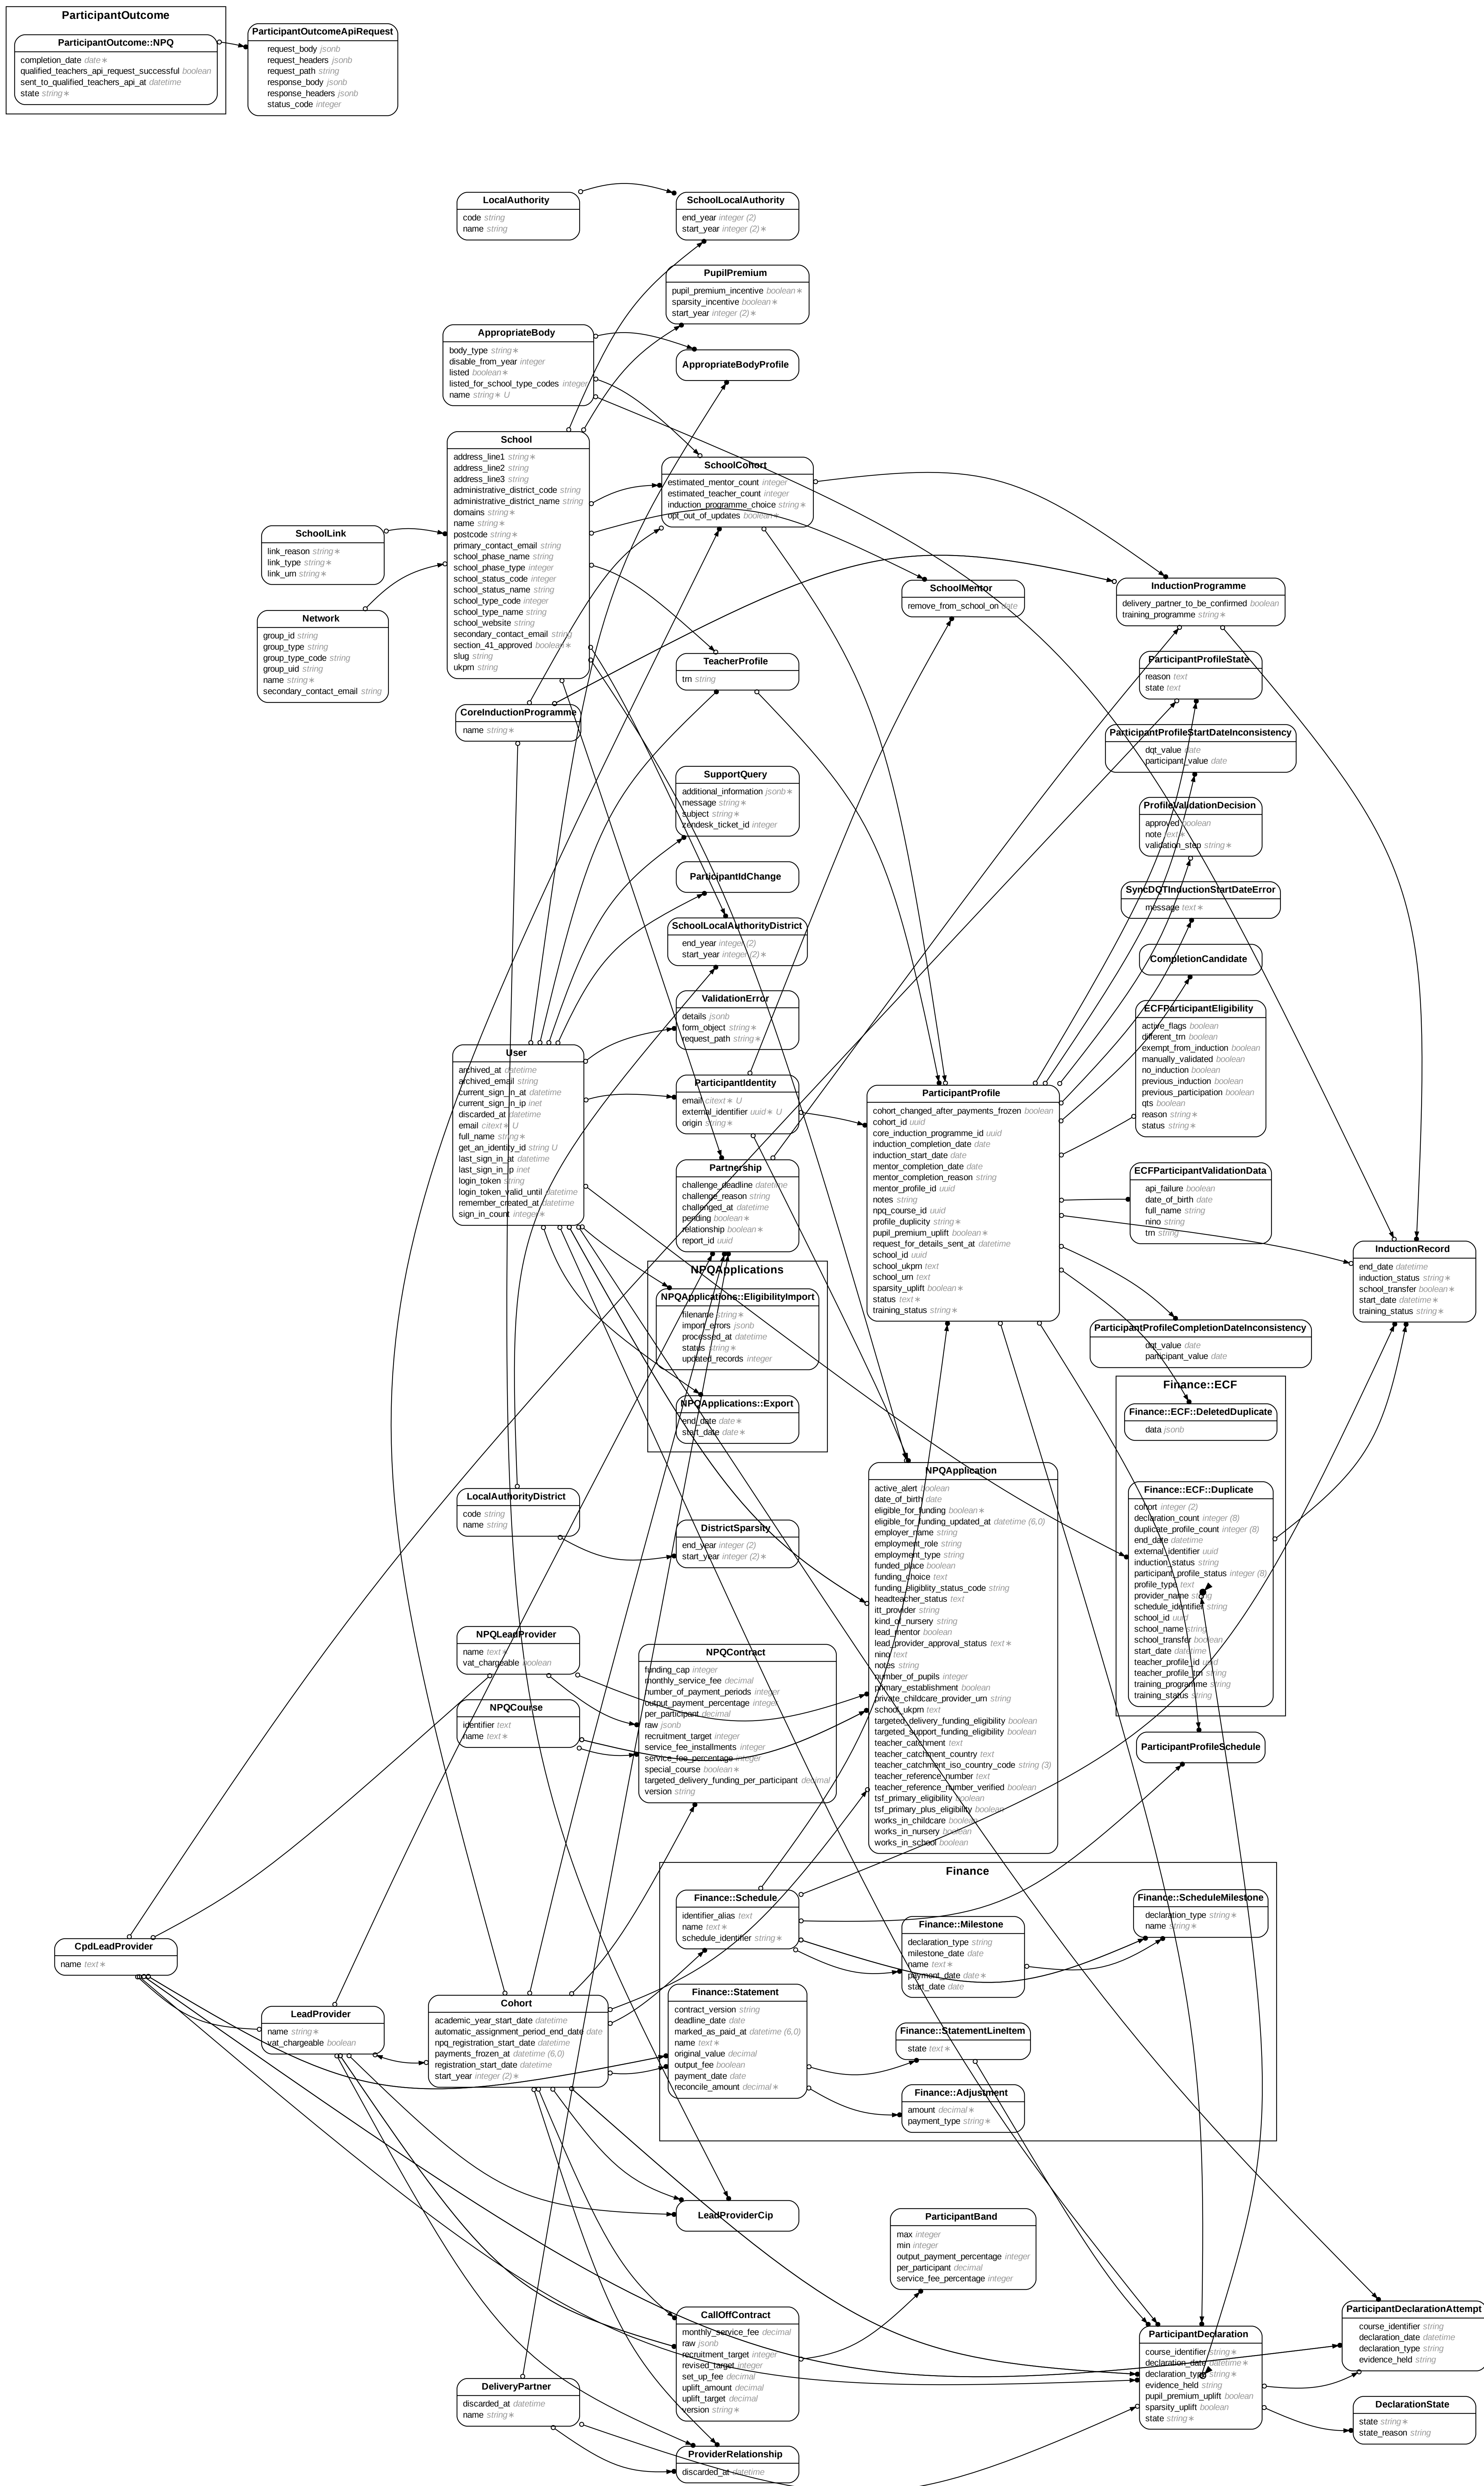 ParticipantOutcome
ParticipantOutcome::NPQ
completion_date date∗
qualified_teachers_api_request_successful boolean
sent_to_qualified_teachers_api_at datetime
state string∗
ParticipantOutcomeApiRequest
request_body jsonb
request_headers jsonb
request_path string
response_body jsonb
response_headers jsonb
status_code integer
LocalAuthority
code string
name string
SchoolLocalAuthority
end_year integer (2)
start_year integer (2)∗
PupilPremium
pupil_premium_incentive boolean∗
sparsity_incentive boolean∗
start_year integer (2)∗
AppropriateBody
body_type string∗
disable_from_year integer
listed boolean∗
listed_for_school_type_codes integer
name string∗ U
AppropriateBodyProfile
School
address_line1 string∗
address_line2 string
address_line3 string
administrative_district_code string
administrative_district_name string
domains string∗
name string∗
postcode string∗
primary_contact_email string
school_phase_name string
school_phase_type integer
school_status_code integer
school_status_name string
school_type_code integer
school_type_name string
school_website string
secondary_contact_email string
section_41_approved boolean∗
slug string
ukprn string
SchoolCohort
estimated_mentor_count integer
estimated_teacher_count integer
induction_programme_choice string∗
opt_out_of_updates boolean∗
SchoolLink
link_reason string∗
link_type string∗
link_urn string∗
Network
group_id string
group_type string
group_type_code string
group_uid string
name string∗
secondary_contact_email string
SchoolMentor
remove_from_school_on date
InductionProgramme
delivery_partner_to_be_confirmed boolean
training_programme string∗
TeacherProfile
trn string
ParticipantProfileState
reason text
state text
CoreInductionProgramme
name string∗
ParticipantProfileStartDateInconsistency
dqt_value date
participant_value date
SupportQuery
additional_information jsonb∗
message string∗
subject string∗
zendesk_ticket_id integer
ProfileValidationDecision
approved boolean
note text∗
validation_step string∗
ParticipantIdChange
SyncDQTInductionStartDateError
message text∗
SchoolLocalAuthorityDistrict
end_year integer (2)
start_year integer (2)∗
CompletionCandidate
ValidationError
details jsonb
form_object string∗
request_path string∗
ECFParticipantEligibility
active_flags boolean
different_trn boolean
exempt_from_induction boolean
manually_validated boolean
no_induction boolean
previous_induction boolean
previous_participation boolean
qts boolean
reason string∗
status string∗
User
archived_at datetime
archived_email string
current_sign_in_at datetime
current_sign_in_ip inet
discarded_at datetime
email citext∗ U
full_name string∗
get_an_identity_id string U
last_sign_in_at datetime
last_sign_in_ip inet
login_token string
login_token_valid_until datetime
remember_created_at datetime
sign_in_count integer∗
ParticipantIdentity
email citext∗ U
external_identifier uuid∗ U
origin string∗
ParticipantProfile
cohort_changed_after_payments_frozen boolean
cohort_id uuid
core_induction_programme_id uuid
induction_completion_date date
induction_start_date date
mentor_completion_date date
mentor_completion_reason string
mentor_profile_id uuid
notes string
npq_course_id uuid
profile_duplicity string∗
pupil_premium_uplift boolean∗
request_for_details_sent_at datetime
school_id uuid
school_ukprn text
school_urn text
sparsity_uplift boolean∗
status text∗
training_status string∗
Partnership
challenge_deadline datetime
challenge_reason string
challenged_at datetime
pending boolean∗
relationship boolean∗
report_id uuid
ECFParticipantValidationData
api_failure boolean
date_of_birth date
full_name string
nino string
trn string
InductionRecord
end_date datetime
induction_status string∗
school_transfer boolean∗
start_date datetime∗
training_status string∗
NPQApplications
NPQApplications::EligibilityImport
filename string∗
import_errors jsonb
processed_at datetime
status string∗
updated_records integer
NPQApplications::Export
end_date date∗
start_date date∗
ParticipantProfileCompletionDateInconsistency
dqt_value date
participant_value date
Finance::ECF
Finance::ECF::DeletedDuplicate
data jsonb
Finance::ECF::Duplicate
cohort integer (2)
declaration_count integer (8)
duplicate_profile_count integer (8)
end_date datetime
external_identifier uuid
induction_status string
participant_profile_status integer (8)
profile_type text
provider_name string
schedule_identifier string
school_id uuid
school_name string
school_transfer boolean
start_date datetime
teacher_profile_id uuid
teacher_profile_trn string
training_programme string
training_status string
NPQApplication
active_alert boolean
date_of_birth date
eligible_for_funding boolean∗
eligible_for_funding_updated_at datetime (6,0)
employer_name string
employment_role string
employment_type string
funded_place boolean
funding_choice text
funding_eligiblity_status_code string
headteacher_status text
itt_provider string
kind_of_nursery string
lead_mentor boolean
lead_provider_approval_status text∗
nino text
notes string
number_of_pupils integer
primary_establishment boolean
private_childcare_provider_urn string
school_ukprn text
targeted_delivery_funding_eligibility boolean
targeted_support_funding_eligibility boolean
teacher_catchment text
teacher_catchment_country text
teacher_catchment_iso_country_code string (3)
teacher_reference_number text
teacher_reference_number_verified boolean
tsf_primary_eligibility boolean
tsf_primary_plus_eligibility boolean
works_in_childcare boolean
works_in_nursery boolean
works_in_school boolean
LocalAuthorityDistrict
code string
name string
DistrictSparsity
end_year integer (2)
start_year integer (2)∗
NPQLeadProvider
name text∗
vat_chargeable boolean
NPQCourse
identifier text
name text∗
NPQContract
funding_cap integer
monthly_service_fee decimal
number_of_payment_periods integer
output_payment_percentage integer
per_participant decimal
raw jsonb
recruitment_target integer
service_fee_installments integer
service_fee_percentage integer
special_course boolean∗
targeted_delivery_funding_per_participant decimal
version string
ParticipantProfileSchedule
Finance
Finance::Schedule
identifier_alias text
name text∗
schedule_identifier string∗
Finance::Milestone
declaration_type string
milestone_date date
name text∗
payment_date date∗
start_date date
Finance::ScheduleMilestone
declaration_type string∗
name string∗
Finance::Statement
contract_version string
deadline_date date
marked_as_paid_at datetime (6,0)
name text∗
original_value decimal
output_fee boolean
payment_date date
reconcile_amount decimal∗
Finance::StatementLineItem
state text∗
Finance::Adjustment
amount decimal∗
payment_type string∗
CpdLeadProvider
name text∗
LeadProvider
name string∗
vat_chargeable boolean
Cohort
academic_year_start_date datetime
automatic_assignment_period_end_date date
npq_registration_start_date datetime
payments_frozen_at datetime (6,0)
registration_start_date datetime
start_year integer (2)∗
LeadProviderCip
ParticipantBand
max integer
min integer
output_payment_percentage integer
per_participant decimal
service_fee_percentage integer
CallOffContract
monthly_service_fee decimal
raw jsonb
recruitment_target integer
revised_target integer
set_up_fee decimal
uplift_amount decimal
uplift_target decimal
version string∗
ParticipantDeclaration
course_identifier string∗
declaration_date datetime∗
declaration_type string∗
evidence_held string
pupil_premium_uplift boolean
sparsity_uplift boolean
state string∗
ParticipantDeclarationAttempt
course_identifier string
declaration_date datetime
declaration_type string
evidence_held string
DeclarationState
state string∗
state_reason string
DeliveryPartner
discarded_at datetime
name string∗
ProviderRelationship
discarded_at datetime